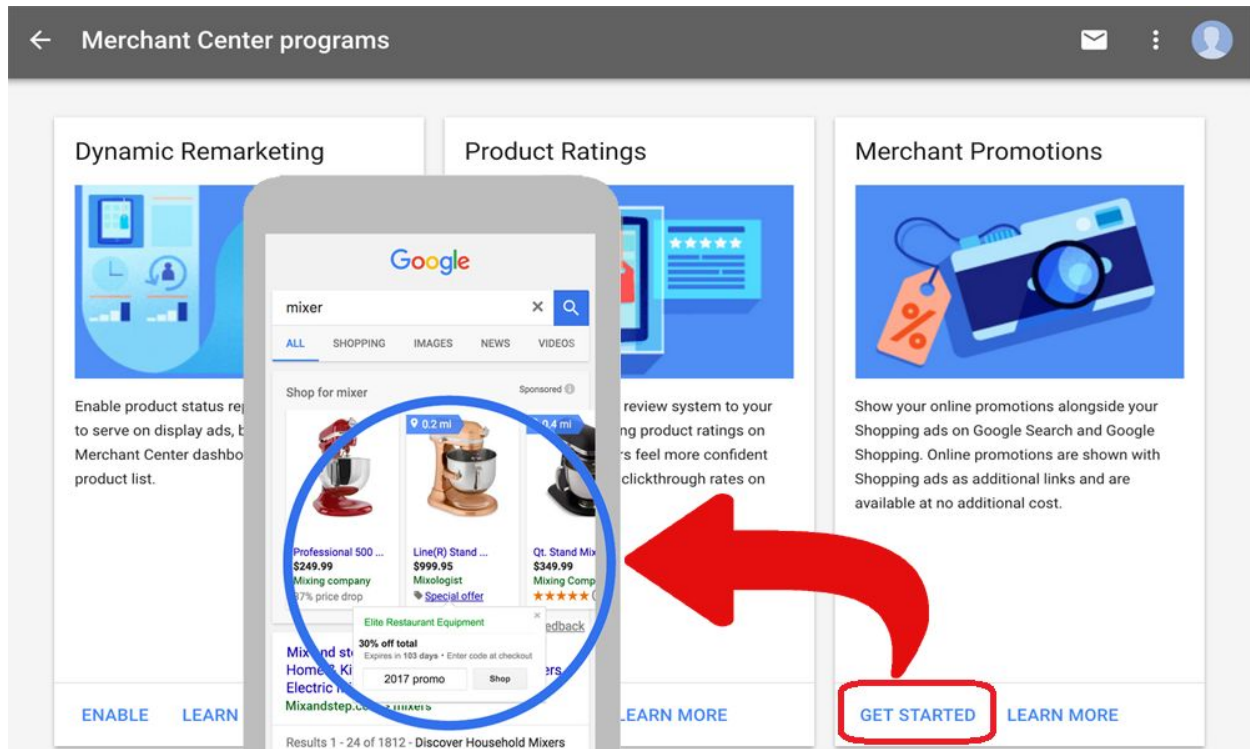 Merchant Center programs
Dynamic Remarketing
Enable product status
to serve on display ads,
Merchant Center
product list.
ENABLE LEARN
Product Ratings
review system to your
product ratings on
feel more confident
clickthrough rates on
LEARN MORE
Merchant Promotions
%
Show your online promotions alongside your
Shopping ads on Google Search and Google
Shopping. Online promotions are shown with
Shopping ads as additional links and are
available at no additional cost.
GET STARTED LEARN MORE
Google
mixer
ALL SHOPPING IMAGES NEWS VIDEOS
Shop for mixer Sponsored
0.2 mi
0.4 mi
Professional 500 ...
$249.99
Mixing company
37% price drop
Line(R) Stand ...
$999.95
Mixologist
Special offer
Qt. Stand Mix
$349.99
Mixing Comp
Elite Restaurant Equipment
30% off total
Expires in 103 days • Enter code at checkout
2017 promo Shop
Electric
Results 1 - 24 of 1812 - Discover Household Mixers